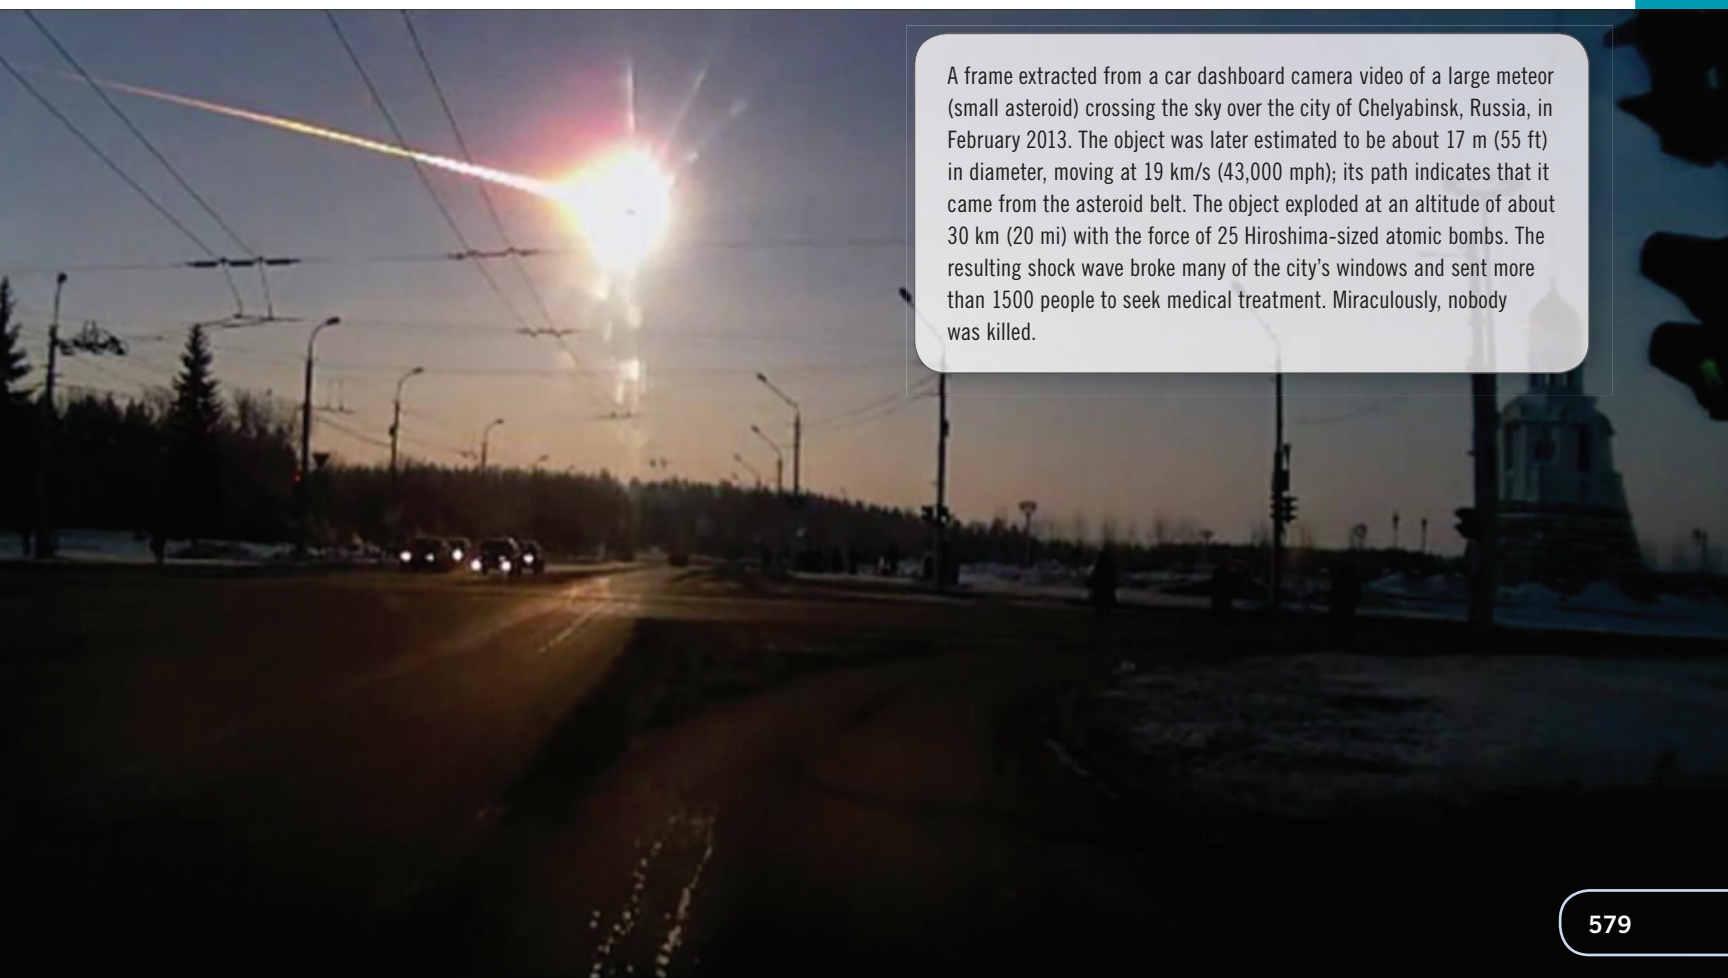 A frame extracted from a car dashboard camera video of a large meteor
(small asteroid) crossing the sky over the city of Chelyabinsk, Russia, in
February 2013. The object was later estimated to be about 17 m (55 ft)
in diameter, moving at 19 km/s (43,000 mph); its path indicates that it
came from the asteroid belt. The object exploded at an altitude of about
30 km (20 mi) with the force of 25 Hiroshima-sized atomic bombs. The
resulting shock wave broke many of the city’s windows and sent more
than 1500 people to seek medical treatment. Miraculously, nobody
was killed.
579